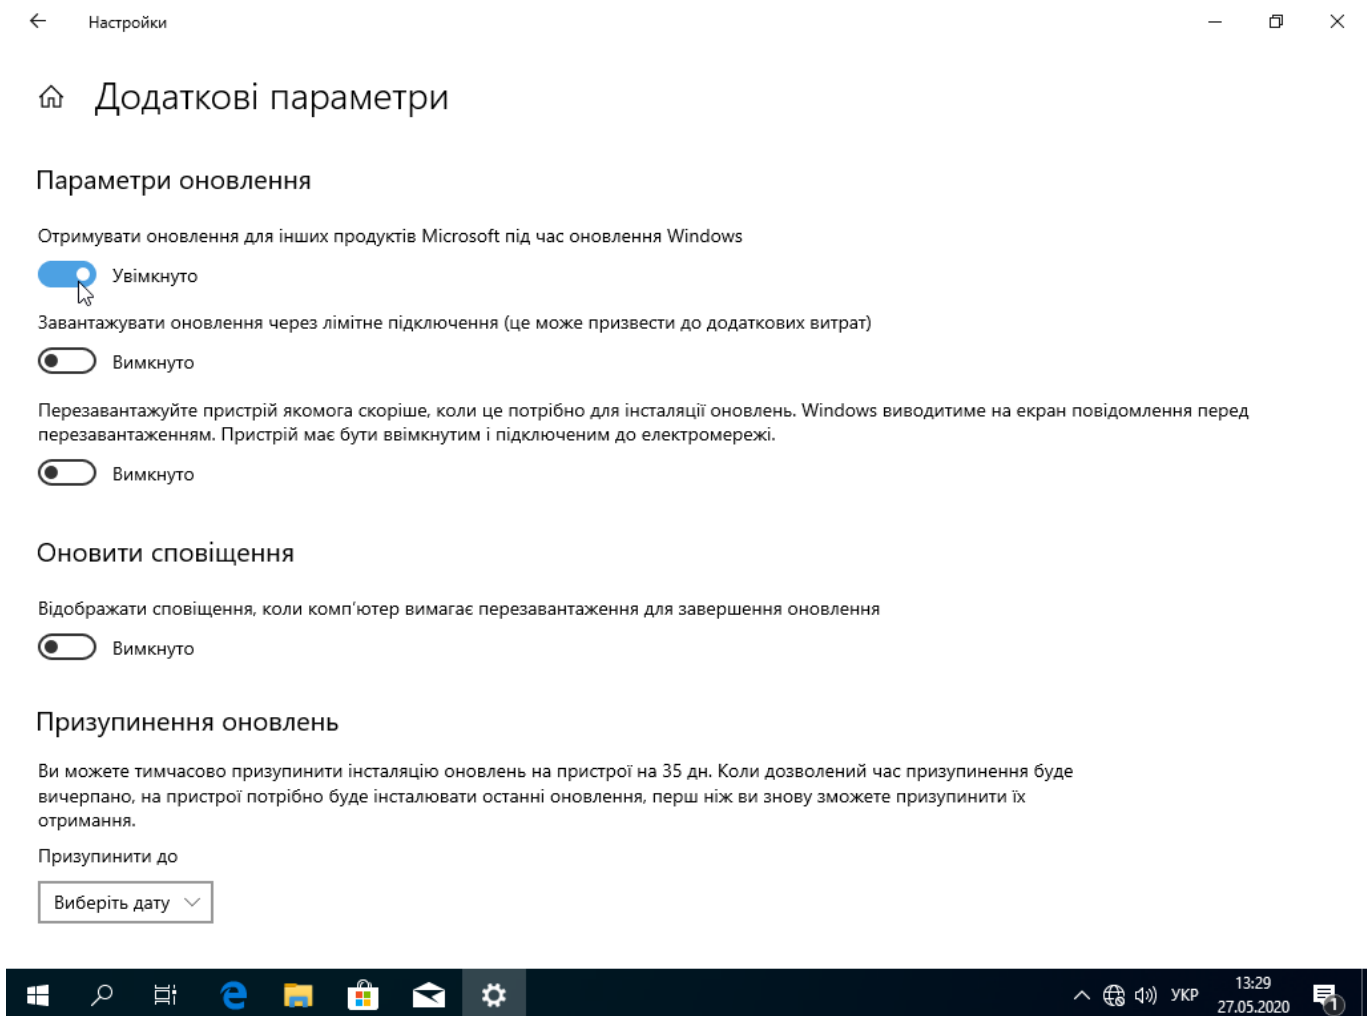 Настройки
Додаткові параметри
Параметри оновлення
Отримувати оновлення для інших продуктів Microsoft під час оновлення Windows
Увімкнуто
Завантажувати оновлення через лімітне підключення (це може призвести до додаткових витрат)
Вимкнуто
Перезавантажуйте пристрій якомога скоріше, коли це потрібно для інсталяції оновлень. Windows виводитиме на екран повідомлення перед
перезавантаженням. Пристрій має бути ввімкнутим і підключеним до електромережі.
Вимкнуто
Оновити сповіщення
Відображати сповіщення, коли комп’ютер вимагає перезавантаження для завершення оновлення
Вимкнуто
Призупинення оновлень
Ви можете тимчасово призупинити інсталяцію оновлень на пристрої на 35 дн. Коли дозволений час призупинення буде
вичерпано, на пристрої потрібно буде інсталювати останні оновлення, перш ніж ви знову зможете призупинити їх
отримання.
Призупинити до
Виберіть дату
УКР
13:29
27.05.2020
1